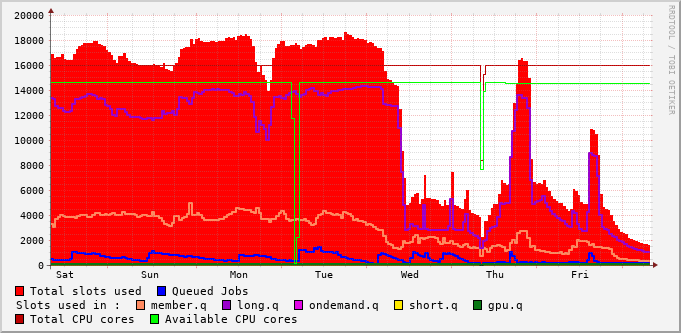 20000
18000
16000
14000
12000
10000
8000
6000
4000
2000
0
Sat Sun Mon Tue Wed Thu Fri
RRDTOOL / TOBI OETIKER
Total slots used Queued Jobs
Slots used in : member.q long.q ondemand.q short.q gpu.q
Total CPU cores Available CPU cores